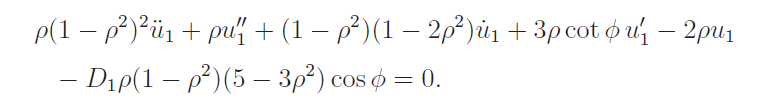 ρ(1 − ρ²)²ü₁ + ρu₁″ + (1 − ρ²)(1 − 2ρ²)u̇₁ + 3ρ cot ϕ u₁′ − 2ρu₁
− D₁ρ(1 − ρ²)(5 − 3ρ²) cos ϕ = 0.